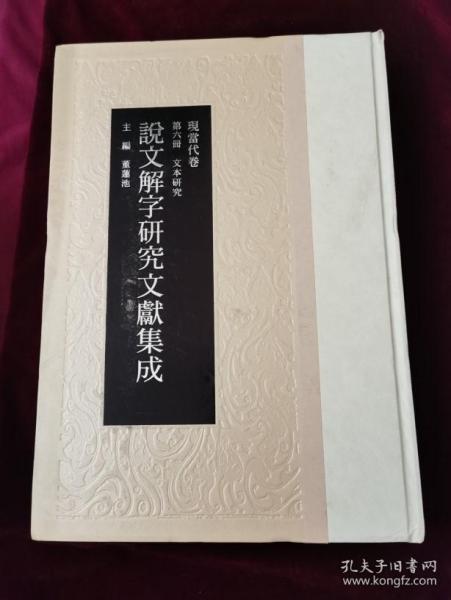 現當代卷
第六冊 文本研究
說文解字研究文獻集成
主編 董蓮池
孔夫子旧书网
www.kongfz.com